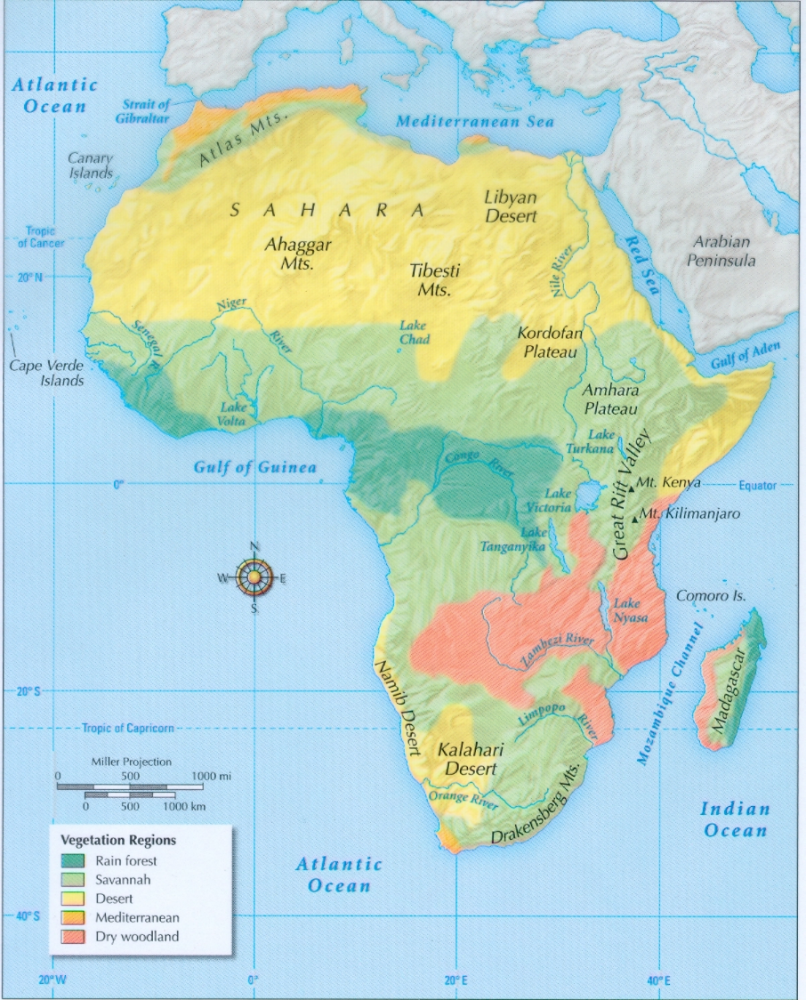 Atlantic
Ocean
Strait of
Gibraltar
Mediterranean Sea
Atlas Mts.
Canary
Islands
SAHARA
Libyan
Desert
Tropic
of Cancer
Ahaggar
Mts.
Arabian
Peninsula
Red Sea
Tibesti
Mts.
20° N
Nile River
Niger
River
Senegal R.
Lake
Chad
Kordofan
Plateau
Gulf of Aden
Cape Verde
Islands
Amhara
Plateau
Lake
Volta
Lake
Turkana
Great Rift Valley
Gulf of Guinea
Congo
River
0°
Mt. Kenya
Equator
Lake
Victoria
Mt. Kilimanjaro
Lake
Tanganyika
N
W
E
S
Comoro Is.
Lake
Nyasa
Zambezi River
Mozambique Channel
Madagascar
Namib Desert
20° S
Limpopo
River
Tropic of Capricorn
Kalahari
Desert
Miller Projection
0 500 1000 mi
0 500 1000 km
Orange River
Drakensberg Mts.
Indian
Ocean
Vegetation Regions
Rain forest
Savannah
Desert
Mediterranean
Dry woodland
Atlantic
Ocean
40° S
20° W
0°
20° E
40° E